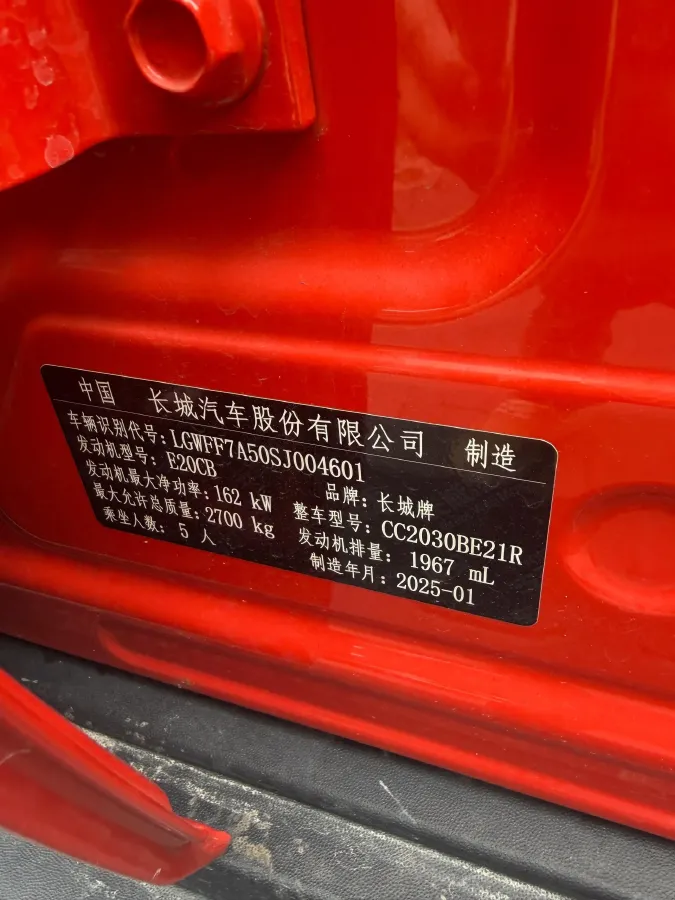 中国 长城汽车股份有限公司 制造
车辆识别代号:LGWFF7A50SJ004601
发动机型号:E20CB 品牌:长城牌
发动机最大净功率:162 kW 整车型号:CC2030BE21R
最大允许总质量:2700 kg 发动机排量:1967 mL
乘坐人数:5 人 制造年月:2025-01